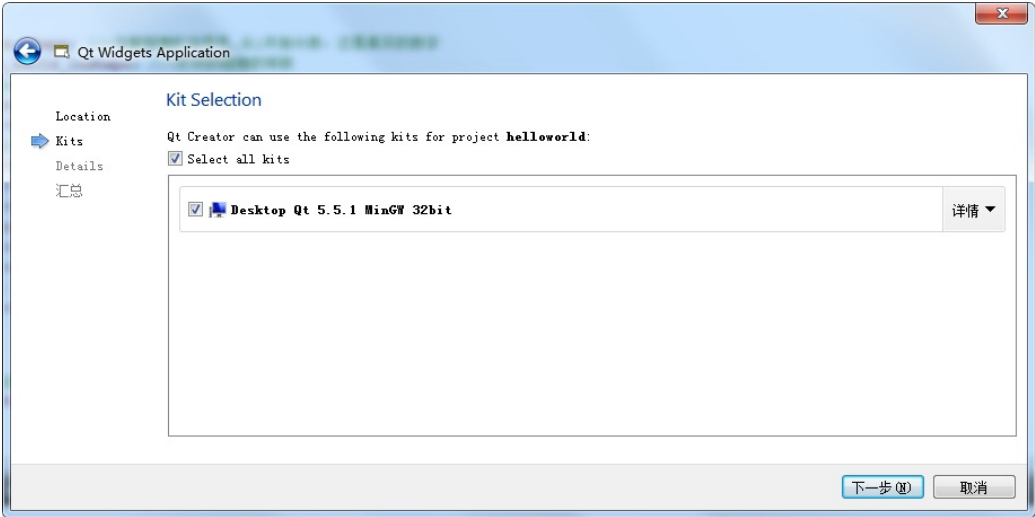 Qt Widgets Application
Kit Selection
Location
Kits
Details
汇总
Qt Creator can use the following kits for project helloworld:
Select all kits
Desktop Qt 5.5.1 MinGW 32bit
详情
下一步(N)
取消